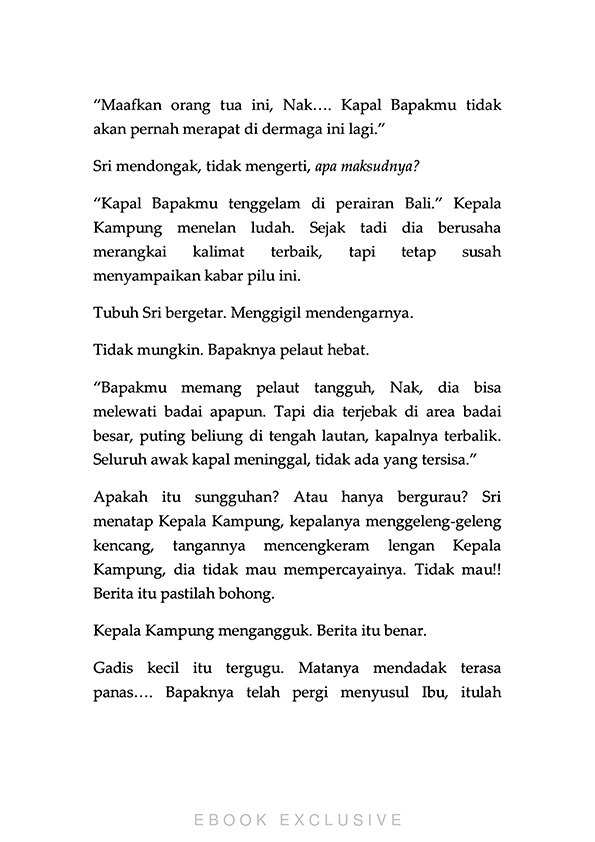 “Maafkan orang tua ini, Nak…. Kapal Bapakmu tidak
akan pernah merapat di dermaga ini lagi.”
Sri mendongak, tidak mengerti, apa maksudnya?
“Kapal Bapakmu tenggelam di perairan Bali.” Kepala
Kampung menelan ludah. Sejak tadi dia berusaha
merangkai kalimat terbaik, tapi tetap susah
menyampaikan kabar pilu ini.
Tubuh Sri bergetar. Menggigil mendengarnya.
Tidak mungkin. Bapaknya pelaut hebat.
“Bapakmu memang pelaut tangguh, Nak, dia bisa
melewati badai apapun. Tapi dia terjebak di area badai
besar, puting beliung di tengah lautan, kapalnya terbalik.
Seluruh awak kapal meninggal, tidak ada yang tersisa.”
Apakah itu sungguhan? Atau hanya bergurau? Sri
menatap Kepala Kampung, kepalanya menggeleng-geleng
kencang, tangannya mencengkeram lengan Kepala
Kampung, dia tidak mau mempercayainya. Tidak mau!!
Berita itu pastilah bohong.
Kepala Kampung mengangguk. Berita itu benar.
Gadis kecil itu tergugu. Matanya mendadak terasa
panas…. Bapaknya telah pergi menyusul Ibu, itulah
EBOOK EXCLUSIVE